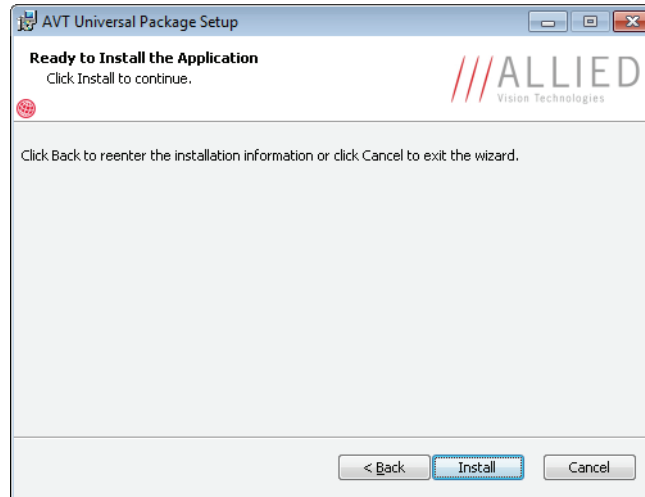 AVT Universal Package Setup
Ready to Install the Application
Click Install to continue.
ALLIED
Vision Technologies
Click Back to reenter the installation information or click Cancel to exit the wizard.
< Back
Install
Cancel